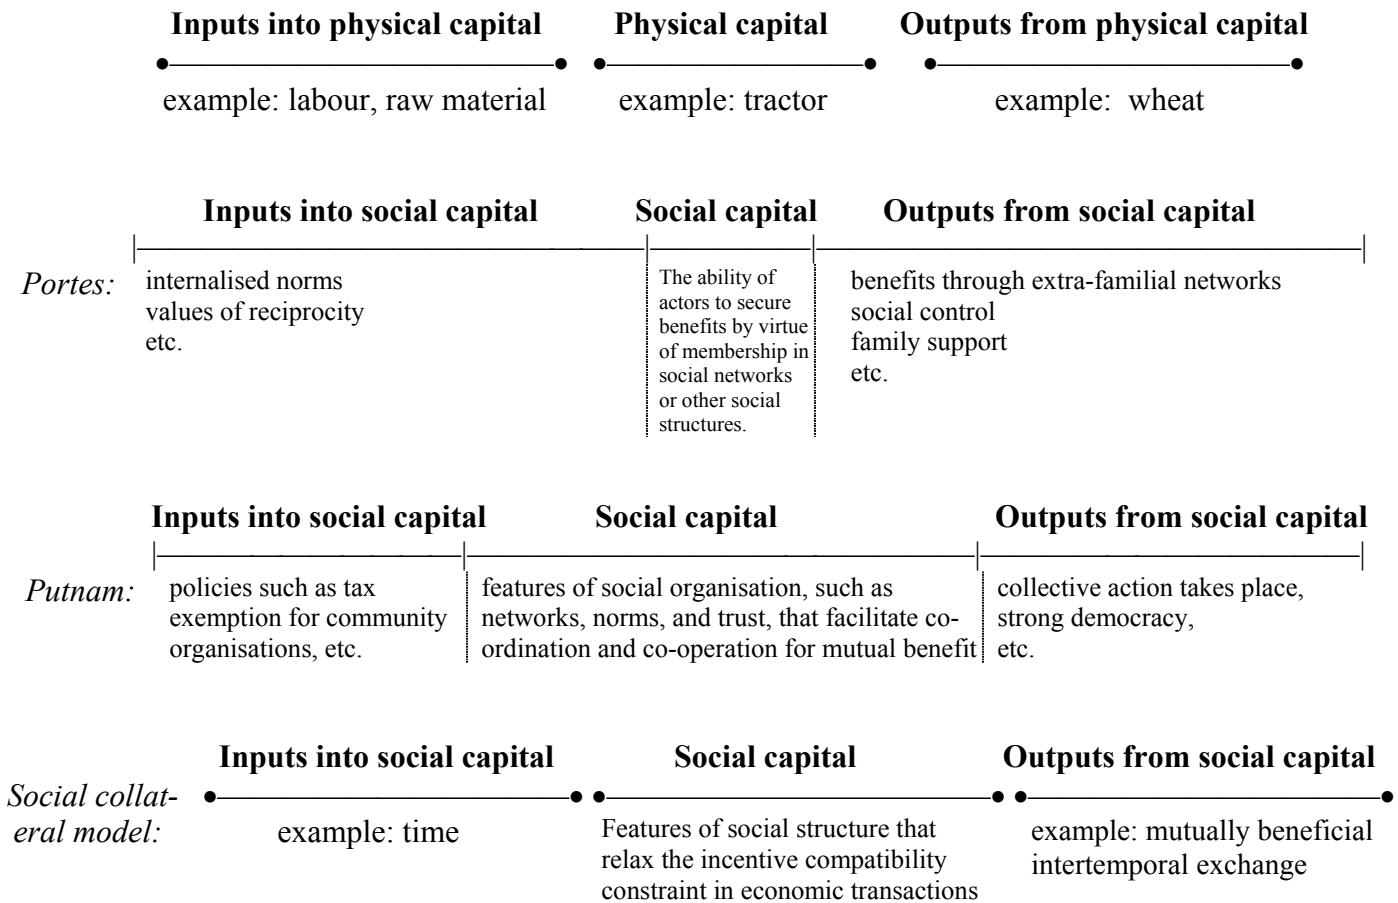 Inputs into physical capital
Physical capital
Outputs from physical capital
example: labour, raw material
example: tractor
example: wheat
Inputs into social capital
Social capital
Outputs from social capital
Portes:
internalised norms
values of reciprocity
etc.
The ability of
actors to secure
benefits by virtue
of membership in
social networks
or other social
structures.
benefits through extra-familial networks
social control
family support
etc.
Inputs into social capital
Social capital
Outputs from social capital
Putnam:
policies such as tax
exemption for community
organisations, etc.
features of social organisation, such as
networks, norms, and trust, that facilitate co-
ordination and co-operation for mutual benefit
collective action takes place,
strong democracy,
etc.
Inputs into social capital
Social capital
Outputs from social capital
Social collat-
eral model:
example: time
Features of social structure that
relax the incentive compatibility
constraint in economic transactions
example: mutually beneficial
intertemporal exchange